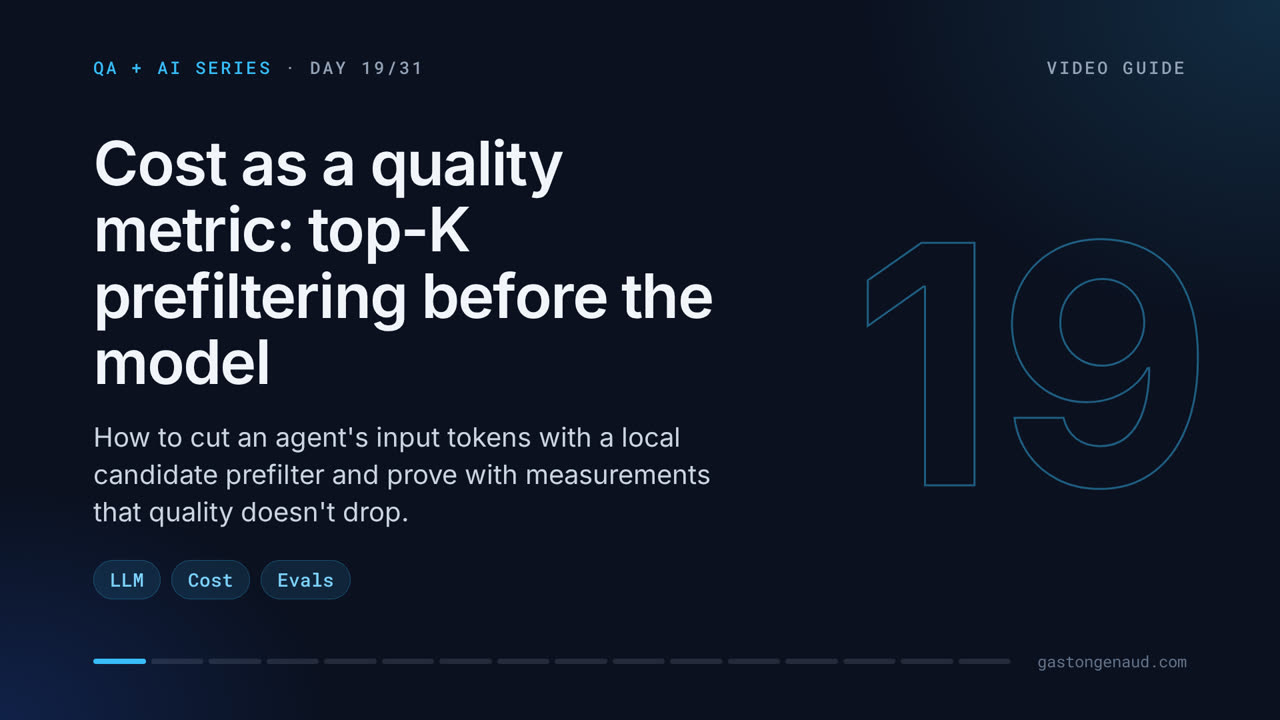 QA + AI SERIES · DAY 19/31
VIDEO GUIDE
Cost as a quality
metric: top-K
prefiltering before the
model
19
How to cut an agent's input tokens with a local
candidate prefilter and prove with measurements
that quality doesn't drop.
LLM
Cost
Evals
gastongenaud.com